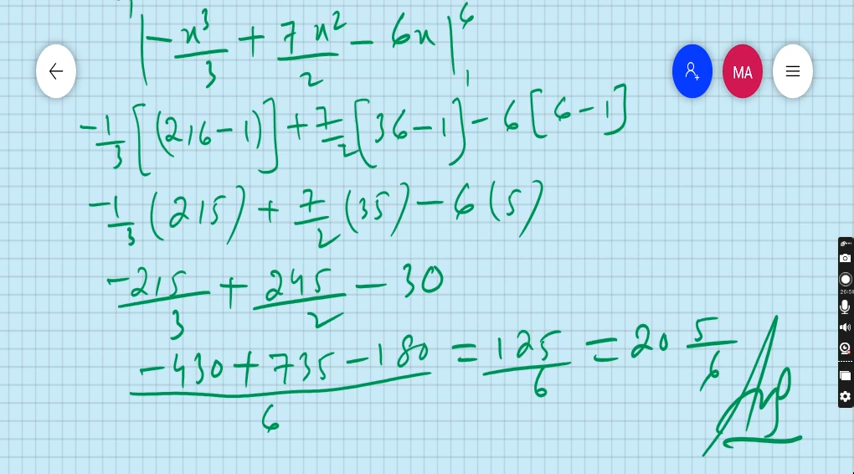 |-x³/3 + 7x²/2 - 6x|₁⁶
MA
-1/3[(216-1)] + 7/2[36-1] - 6[6-1]
-1/3(215) + 7/2(35) - 6(5)
-215/3 + 245/2 - 30
(-430+735-180)/6 = 125/6 = 20 5/6